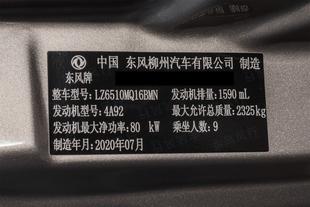 中国 东风柳州汽车有限公司 制造
东风牌
整车型号: LZ6510MQ16BMN 发动机排量: 1590 mL
发动机型号: 4A92 最大允许总质量: 2325kg
发动机最大净功率: 80 kW 乘坐人数: 9
制造年月: 2020年07月